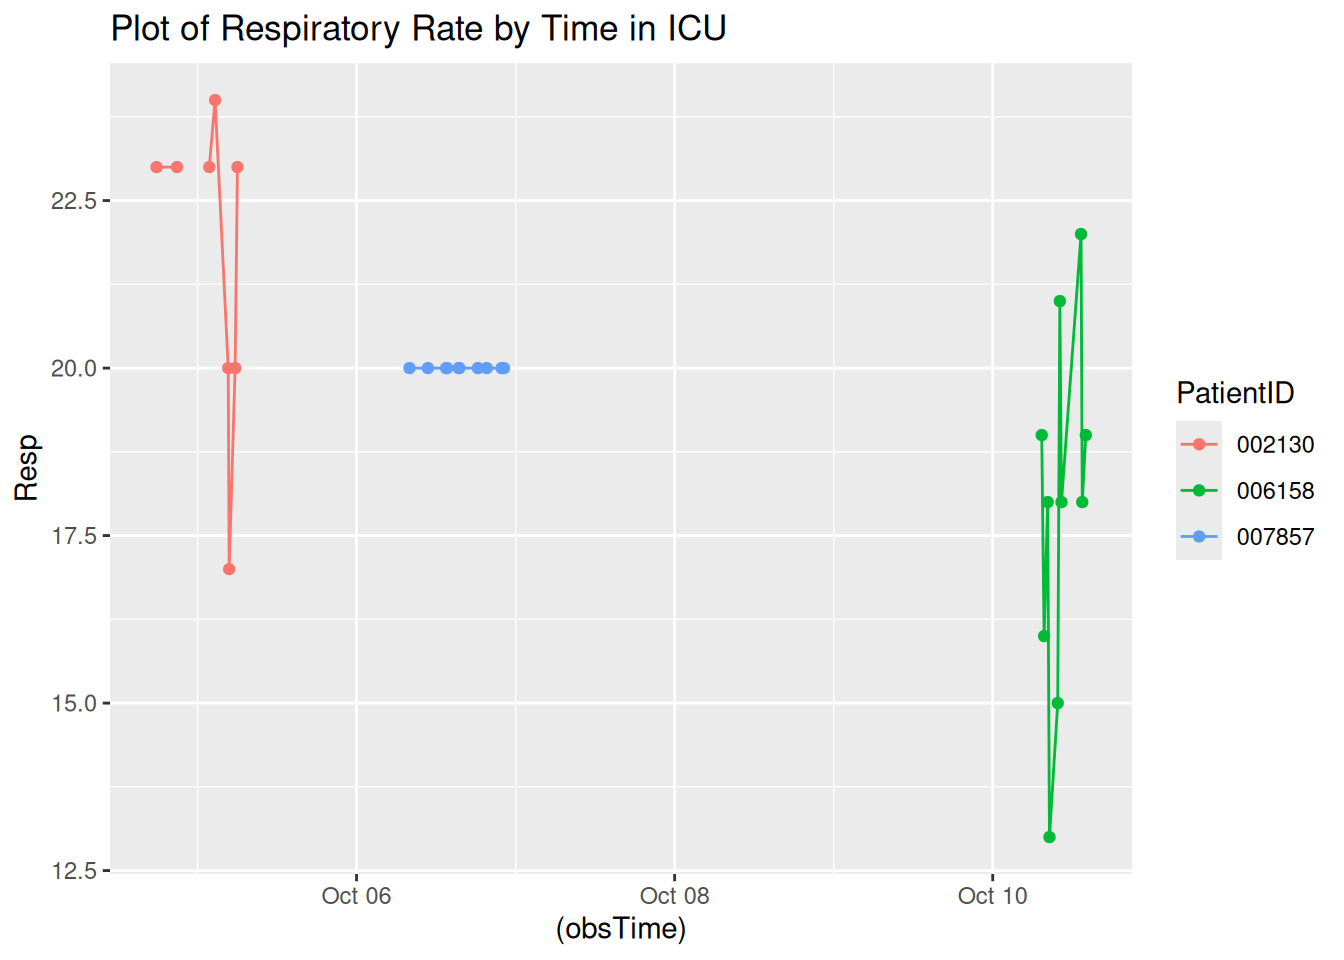 Plot of Respiratory Rate by Time in ICU
Resp
22.5
20.0
17.5
15.0
12.5
Oct 06
Oct 08
Oct 10
(obsTime)
PatientID
002130
006158
007857